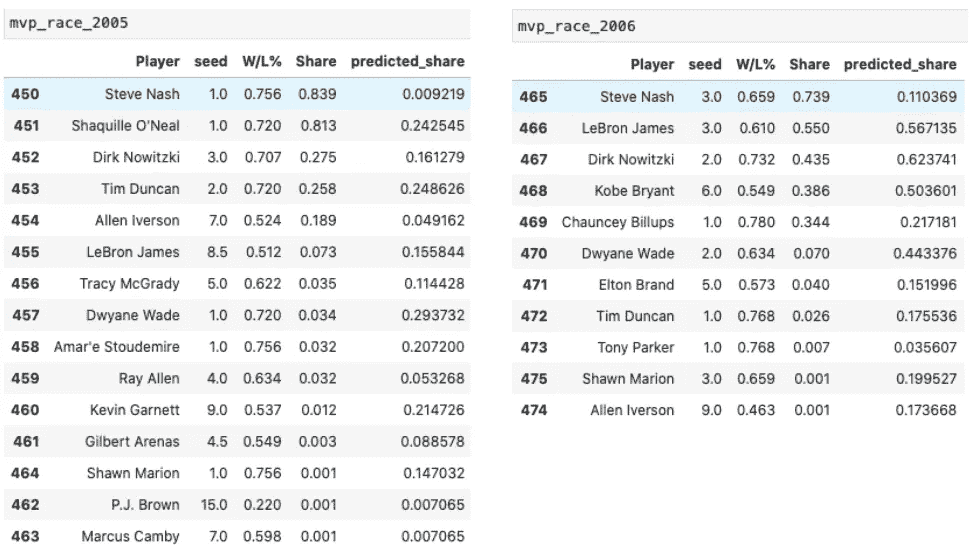 mvp_race_2005
Player seed W/L% Share predicted_share
450 Steve Nash 1.0 0.756 0.839 0.009219
451 Shaquille O'Neal 1.0 0.720 0.813 0.242545
452 Dirk Nowitzki 3.0 0.707 0.275 0.161279
453 Tim Duncan 2.0 0.720 0.258 0.248626
454 Allen Iverson 7.0 0.524 0.189 0.049162
455 LeBron James 8.5 0.512 0.073 0.155844
456 Tracy McGrady 5.0 0.622 0.035 0.114428
457 Dwyane Wade 1.0 0.720 0.034 0.293732
458 Amar'e Stoudemire 1.0 0.756 0.032 0.207200
459 Ray Allen 4.0 0.634 0.032 0.053268
460 Kevin Garnett 9.0 0.537 0.012 0.214726
461 Gilbert Arenas 4.5 0.549 0.003 0.088578
464 Shawn Marion 1.0 0.756 0.001 0.147032
462 P.J. Brown 15.0 0.220 0.001 0.007065
463 Marcus Camby 7.0 0.598 0.001 0.007065
mvp_race_2006
Player seed W/L% Share predicted_share
465 Steve Nash 3.0 0.659 0.739 0.110369
466 LeBron James 3.0 0.610 0.550 0.567135
467 Dirk Nowitzki 2.0 0.732 0.435 0.623741
468 Kobe Bryant 6.0 0.549 0.386 0.503601
469 Chauncey Billups 1.0 0.780 0.344 0.217181
470 Dwyane Wade 2.0 0.634 0.070 0.443376
471 Elton Brand 5.0 0.573 0.040 0.151996
472 Tim Duncan 1.0 0.768 0.026 0.175536
473 Tony Parker 1.0 0.768 0.007 0.035607
475 Shawn Marion 3.0 0.659 0.001 0.199527
474 Allen Iverson 9.0 0.463 0.001 0.173668